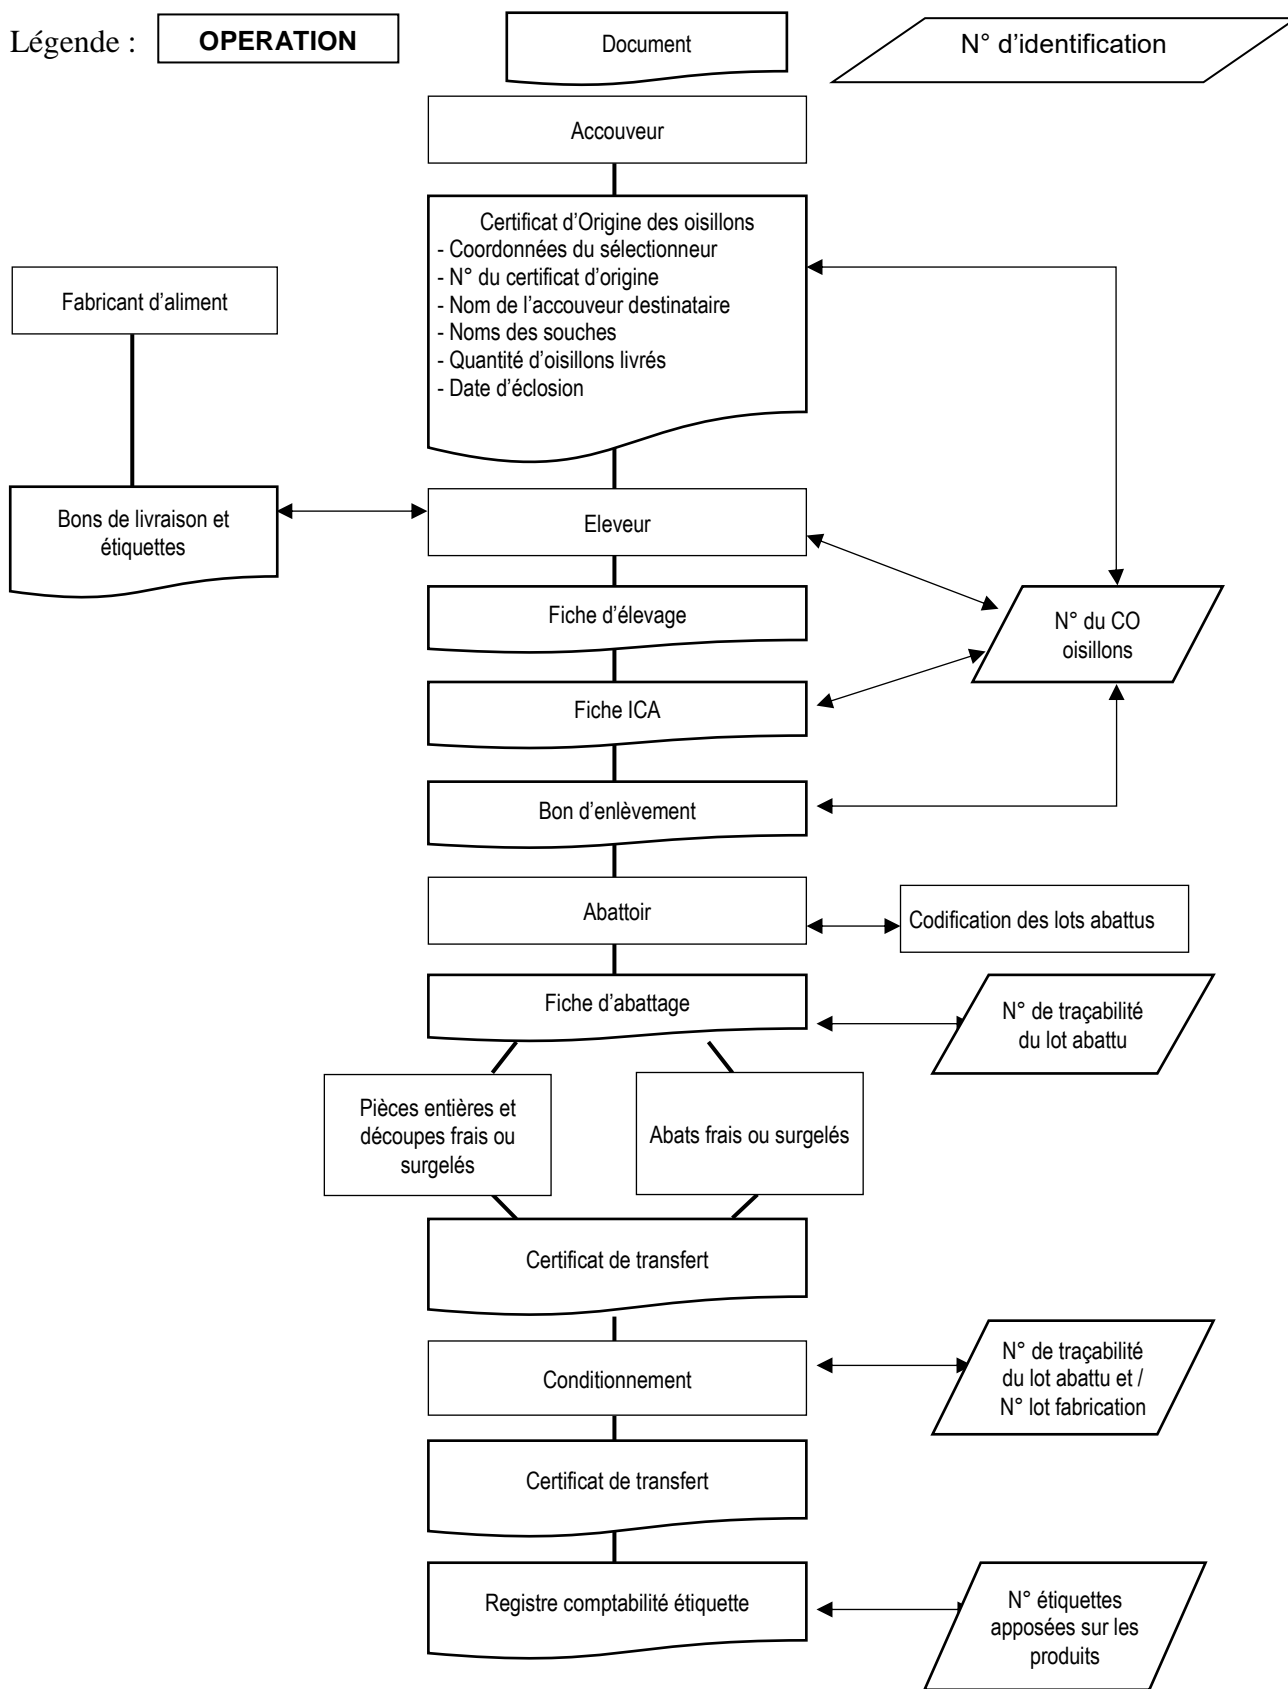 Légende :
OPERATION
Document
N° d'identification
Accouveur
Certificat d'Origine des oisillons
- Coordonnées du sélectionneur
- N° du certificat d'origine
- Nom de l'accouveur destinataire
- Noms des souches
- Quantité d'oisillons livrés
- Date d'éclosion
Fabricant d'aliment
Bons de livraison et
étiquettes
Eleveur
Fiche d'élevage
N° du CO
oisillons
Fiche ICA
Bon d'enlèvement
Abattoir
Codification des lots abattus
Fiche d'abattage
N° de traçabilité
du lot abattu
Pièces entières et
découpes frais ou
surgelés
Abats frais ou surgelés
Certificat de transfert
Conditionnement
N° de traçabilité
du lot abattu et /
N° lot fabrication
Certificat de transfert
Registre comptabilité étiquette
N° étiquettes
apposées sur les
produits